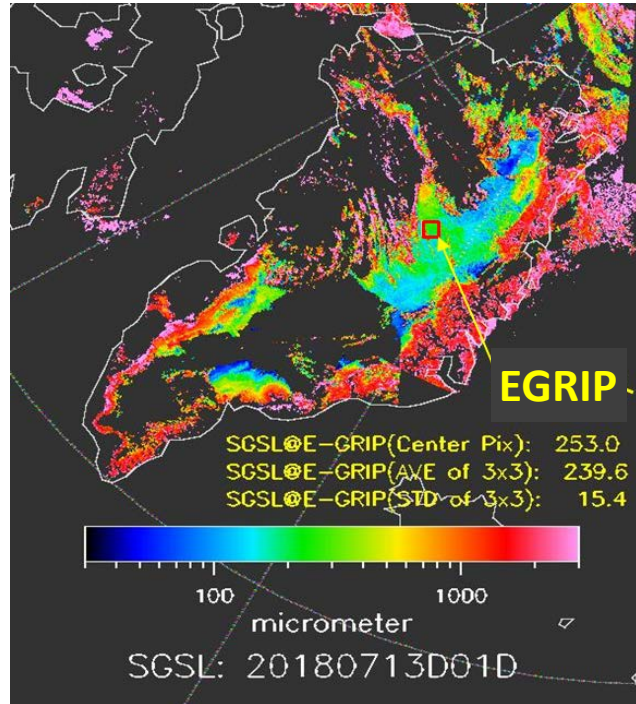 EGRIP
SGSL@E-GRIP(Center Pix): 253.0
SGSL@E-GRIP(AVE of 3x3): 239.6
SGSL@E-GRIP(STD of 3x3): 15.4
100 1000
micrometer
SGSL: 20180713D01D